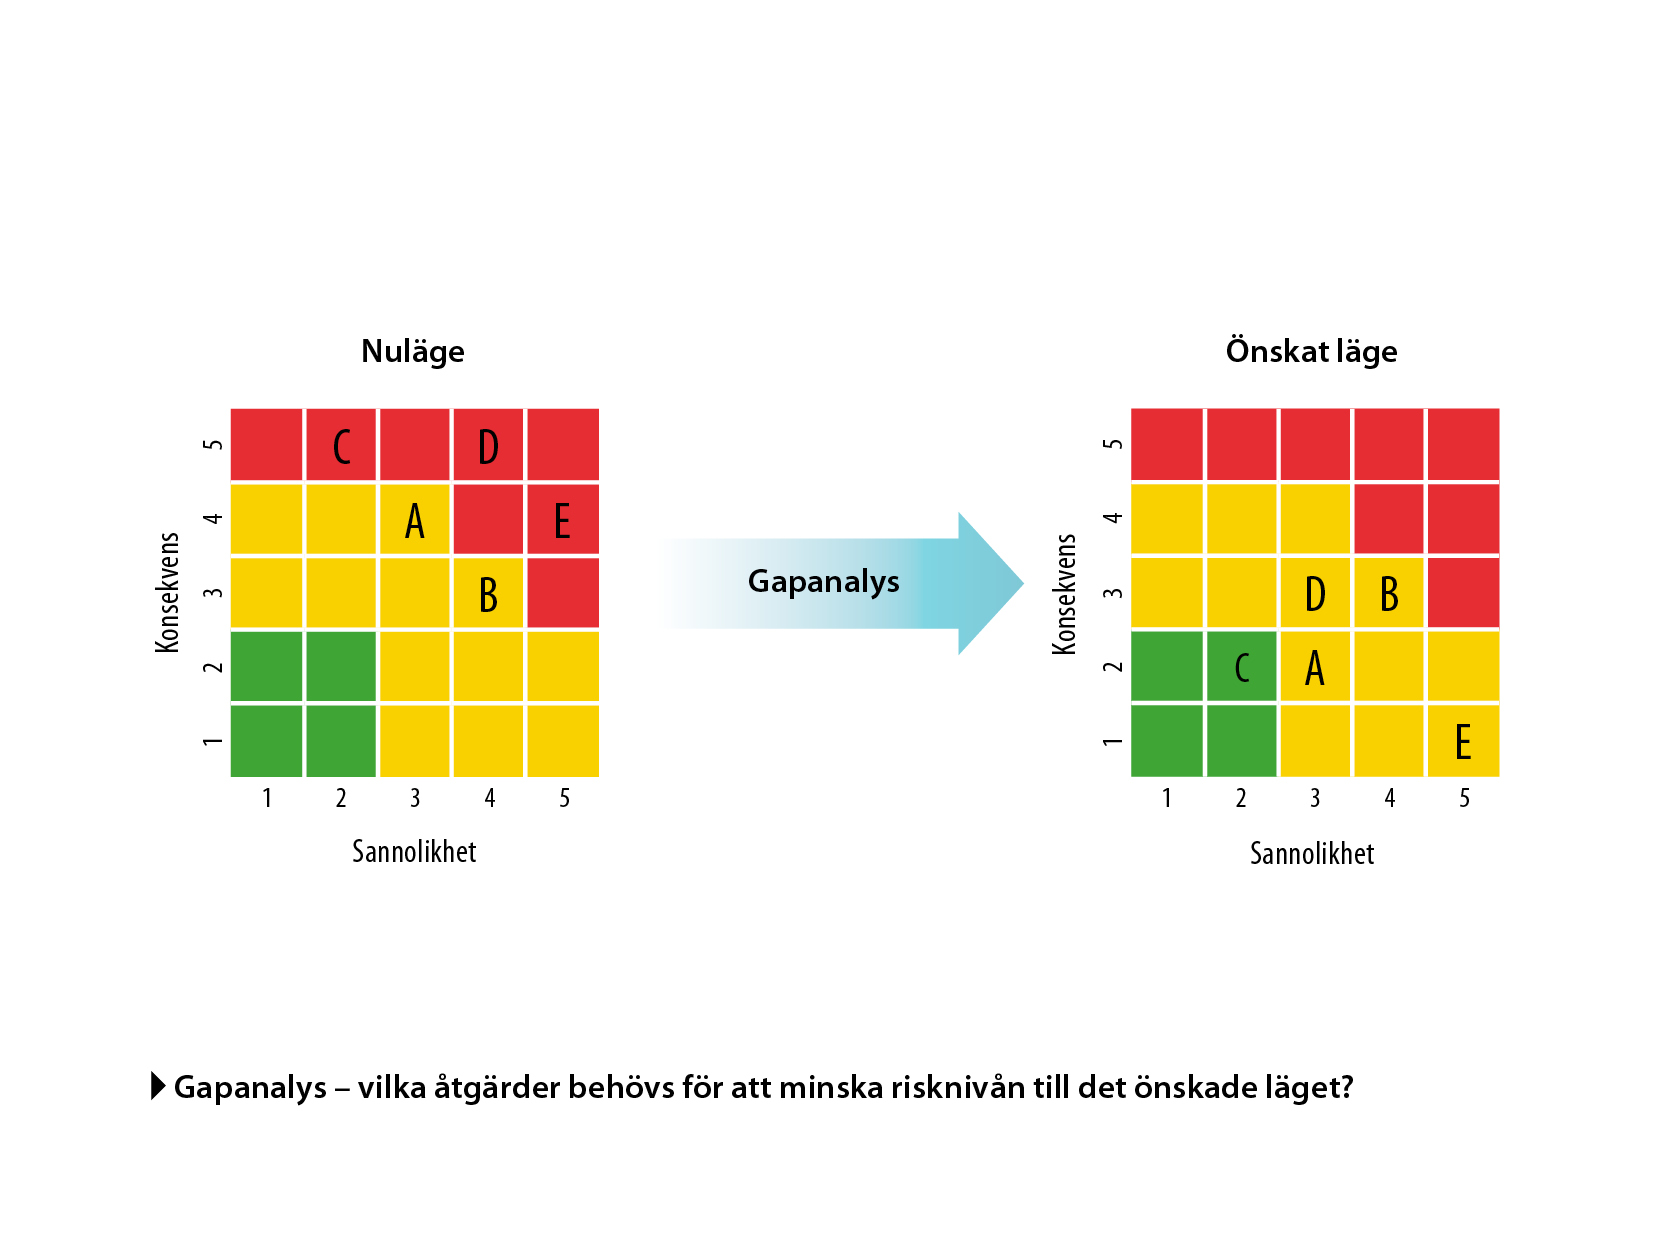 Nuläge
Önskat läge
Konsekvens
5
C
D
4
A
E
3
B
2
1
1 2 3 4 5
Sannolikhet
Gapanalys
Konsekvens
5
4
3
D
B
2
C
A
1
E
1 2 3 4 5
Sannolikhet
Gapanalys – vilka åtgärder behövs för att minska risknivån till det önskade läget?